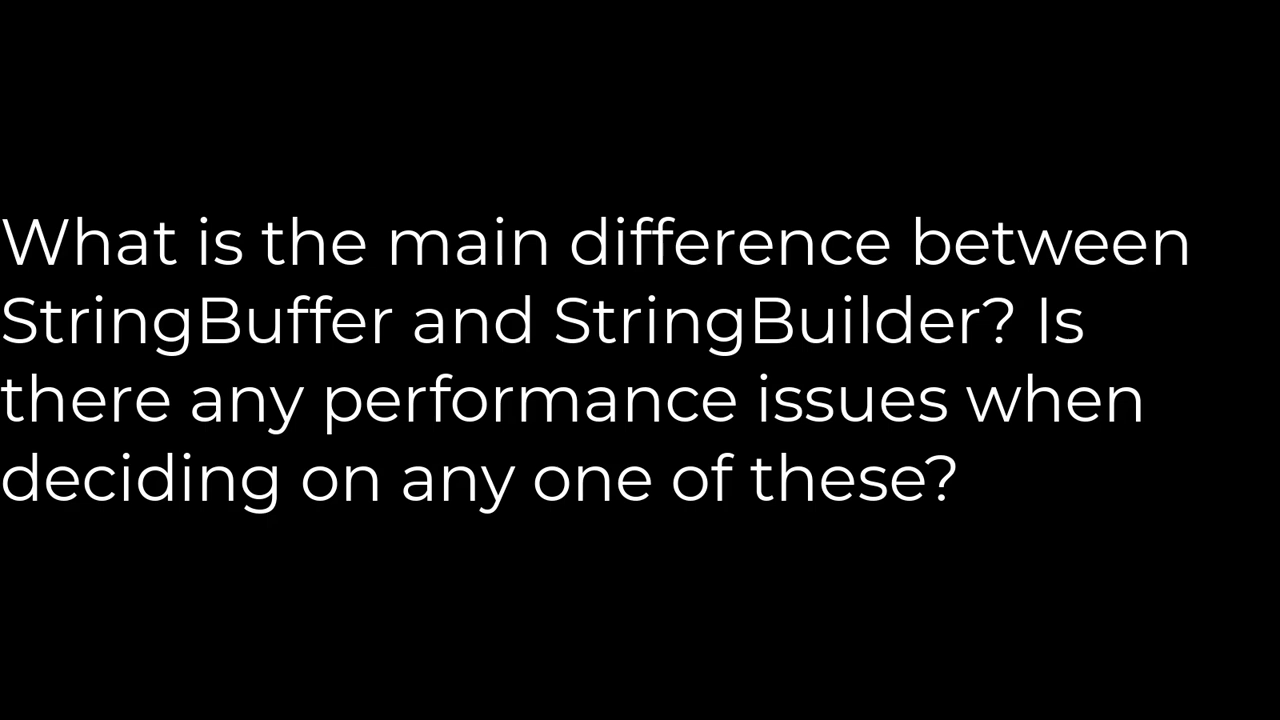 What is the main difference between
StringBuffer and StringBuilder? Is
there any performance issues when
deciding on any one of these?